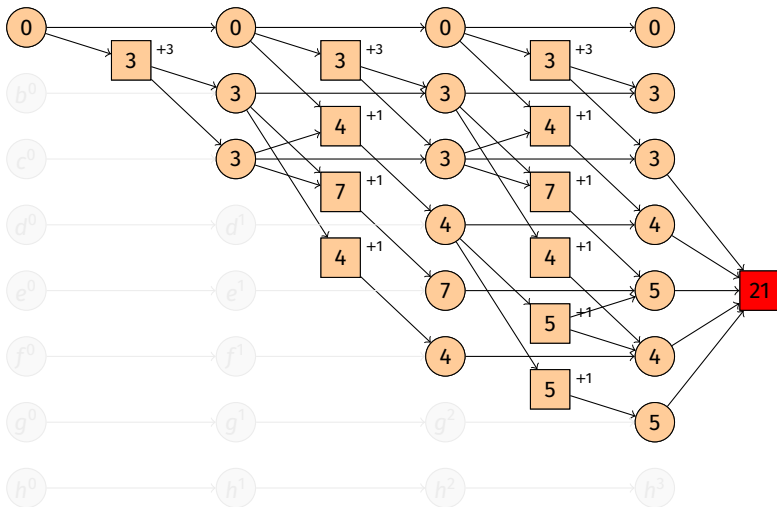 0 0 0 0
3 +3 3 +3 3 +3
b⁰ 3 3 3
4 +1 4 +1
c⁰ 3 3 3
7 +1 7 +1
d⁰ d¹ 4 4
4 +1 4 +1
e⁰ e¹ 7 5 21
5 +1
f⁰ f¹ 4 4
5 +1
g⁰ g¹ g² 5
h⁰ h¹ h² h³